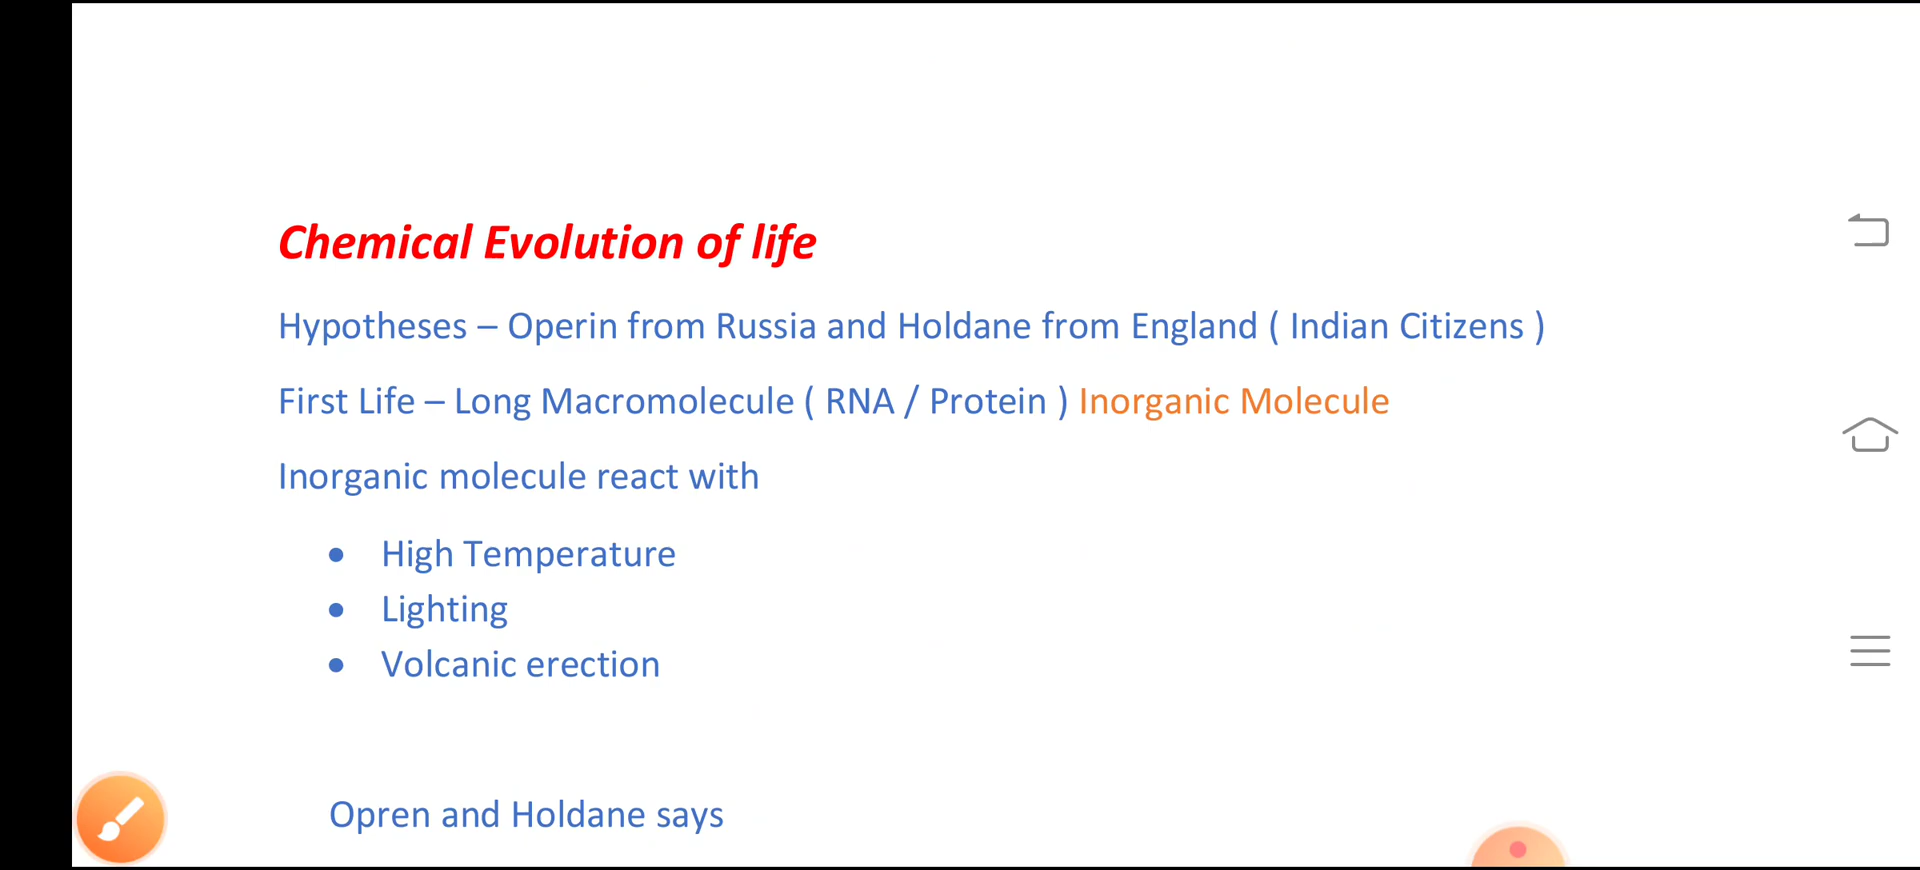 Chemical Evolution of life
Hypotheses – Operin from Russia and Holdane from England ( Indian Citizens )
First Life – Long Macromolecule ( RNA / Protein ) Inorganic Molecule
Inorganic molecule react with
• High Temperature
• Lighting
• Volcanic erection
Opren and Holdane says